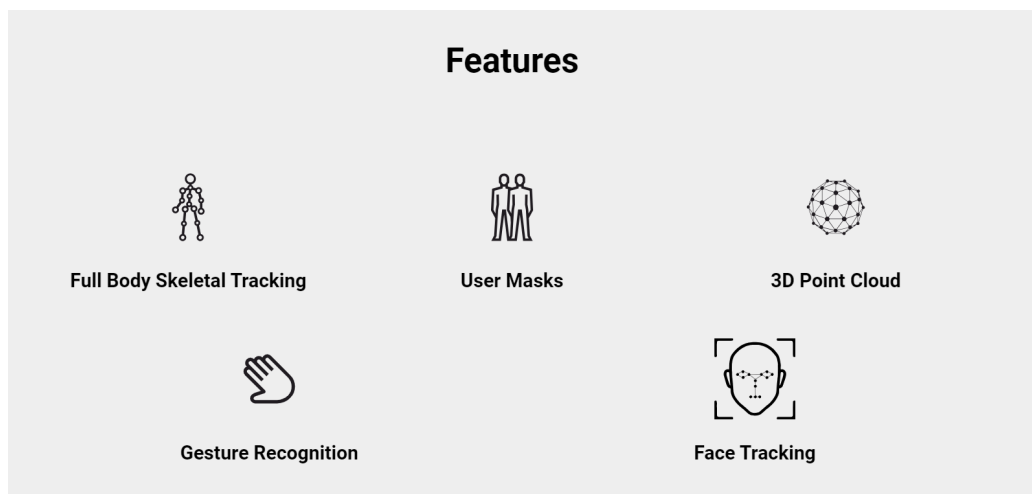 Features
Full Body Skeletal Tracking
User Masks
3D Point Cloud
Gesture Recognition
Face Tracking